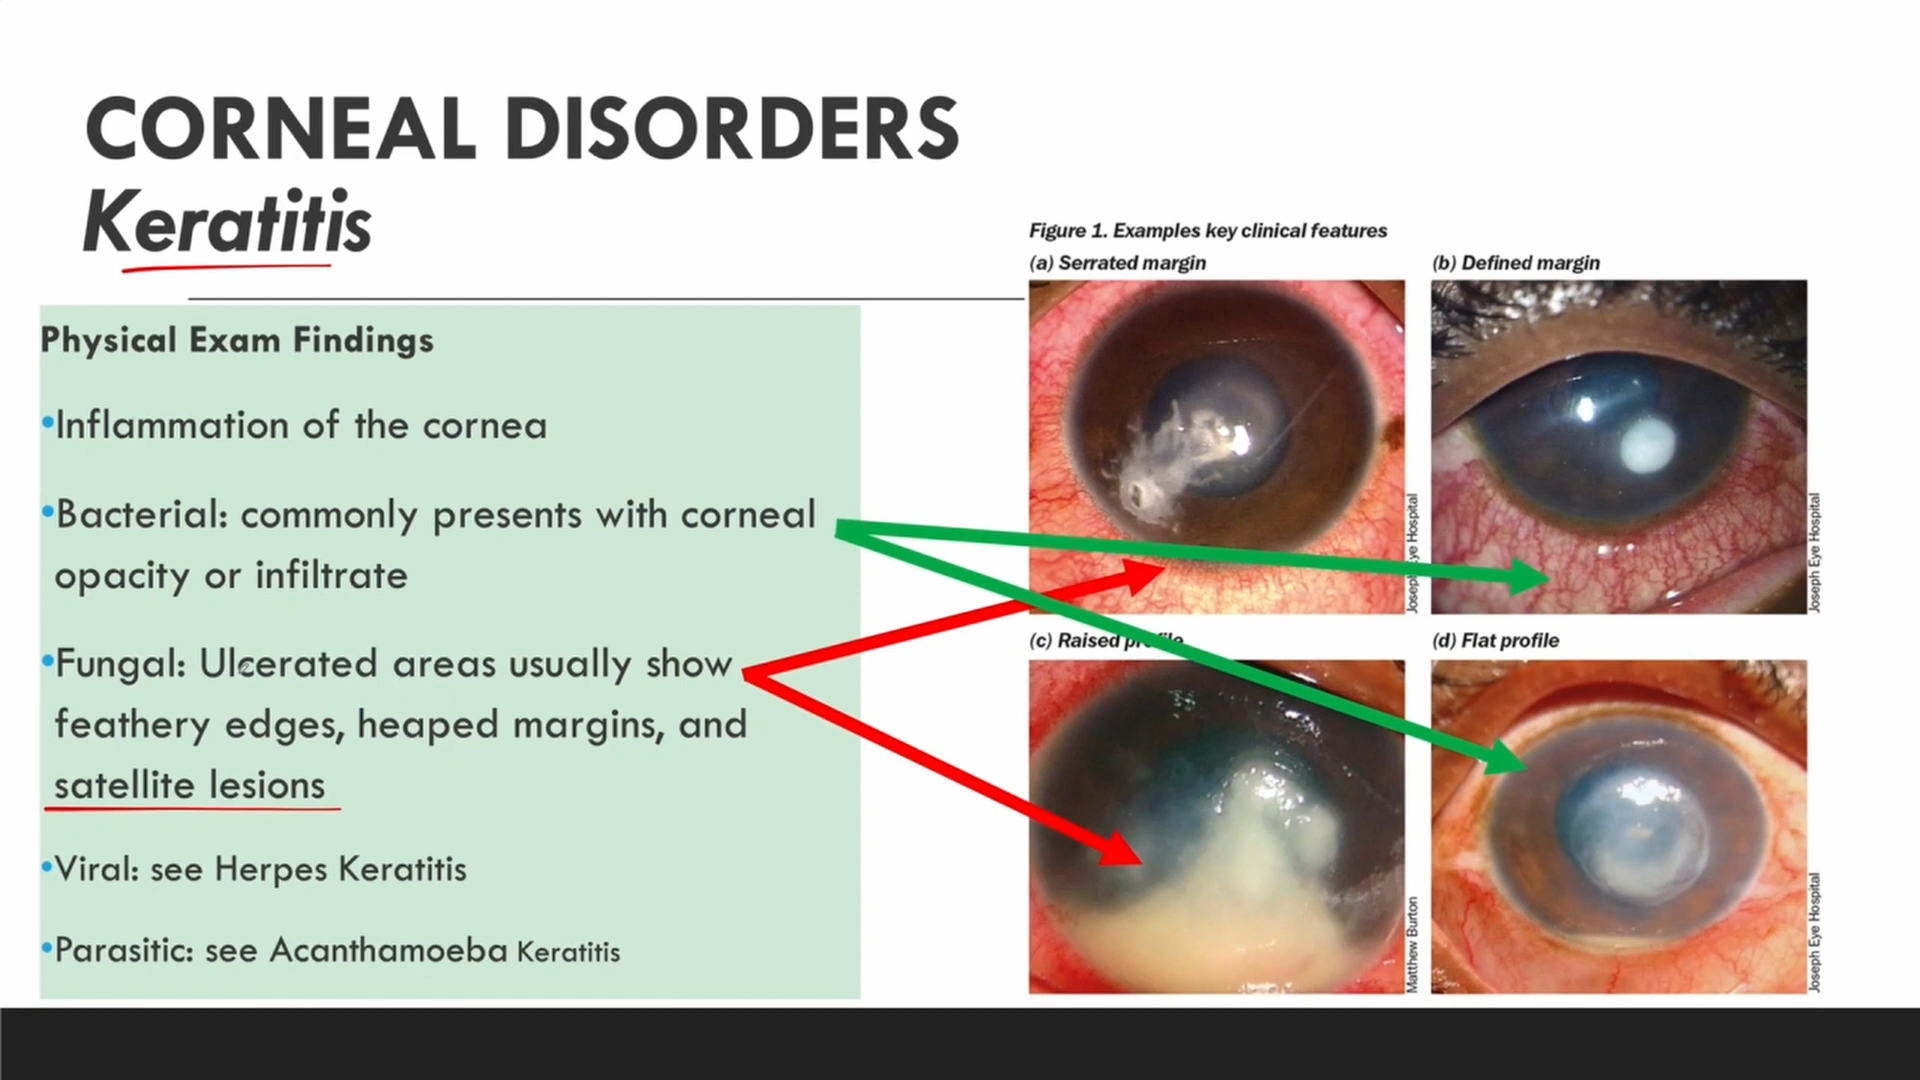 CORNEAL DISORDERS
Keratitis
Physical Exam Findings
•Inflammation of the cornea
•Bacterial: commonly presents with corneal
opacity or infiltrate
•Fungal: Ulcerated areas usually show
feathery edges, heaped margins, and
satellite lesions
•Viral: see Herpes Keratitis
•Parasitic: see Acanthamoeba Keratitis
Figure 1. Examples key clinical features
(a) Serrated margin
(b) Defined margin
Joseph Eye Hospital
Joseph Eye Hospital
(c) Raised profile
(d) Flat profile
Matthew Burton
Joseph Eye Hospital